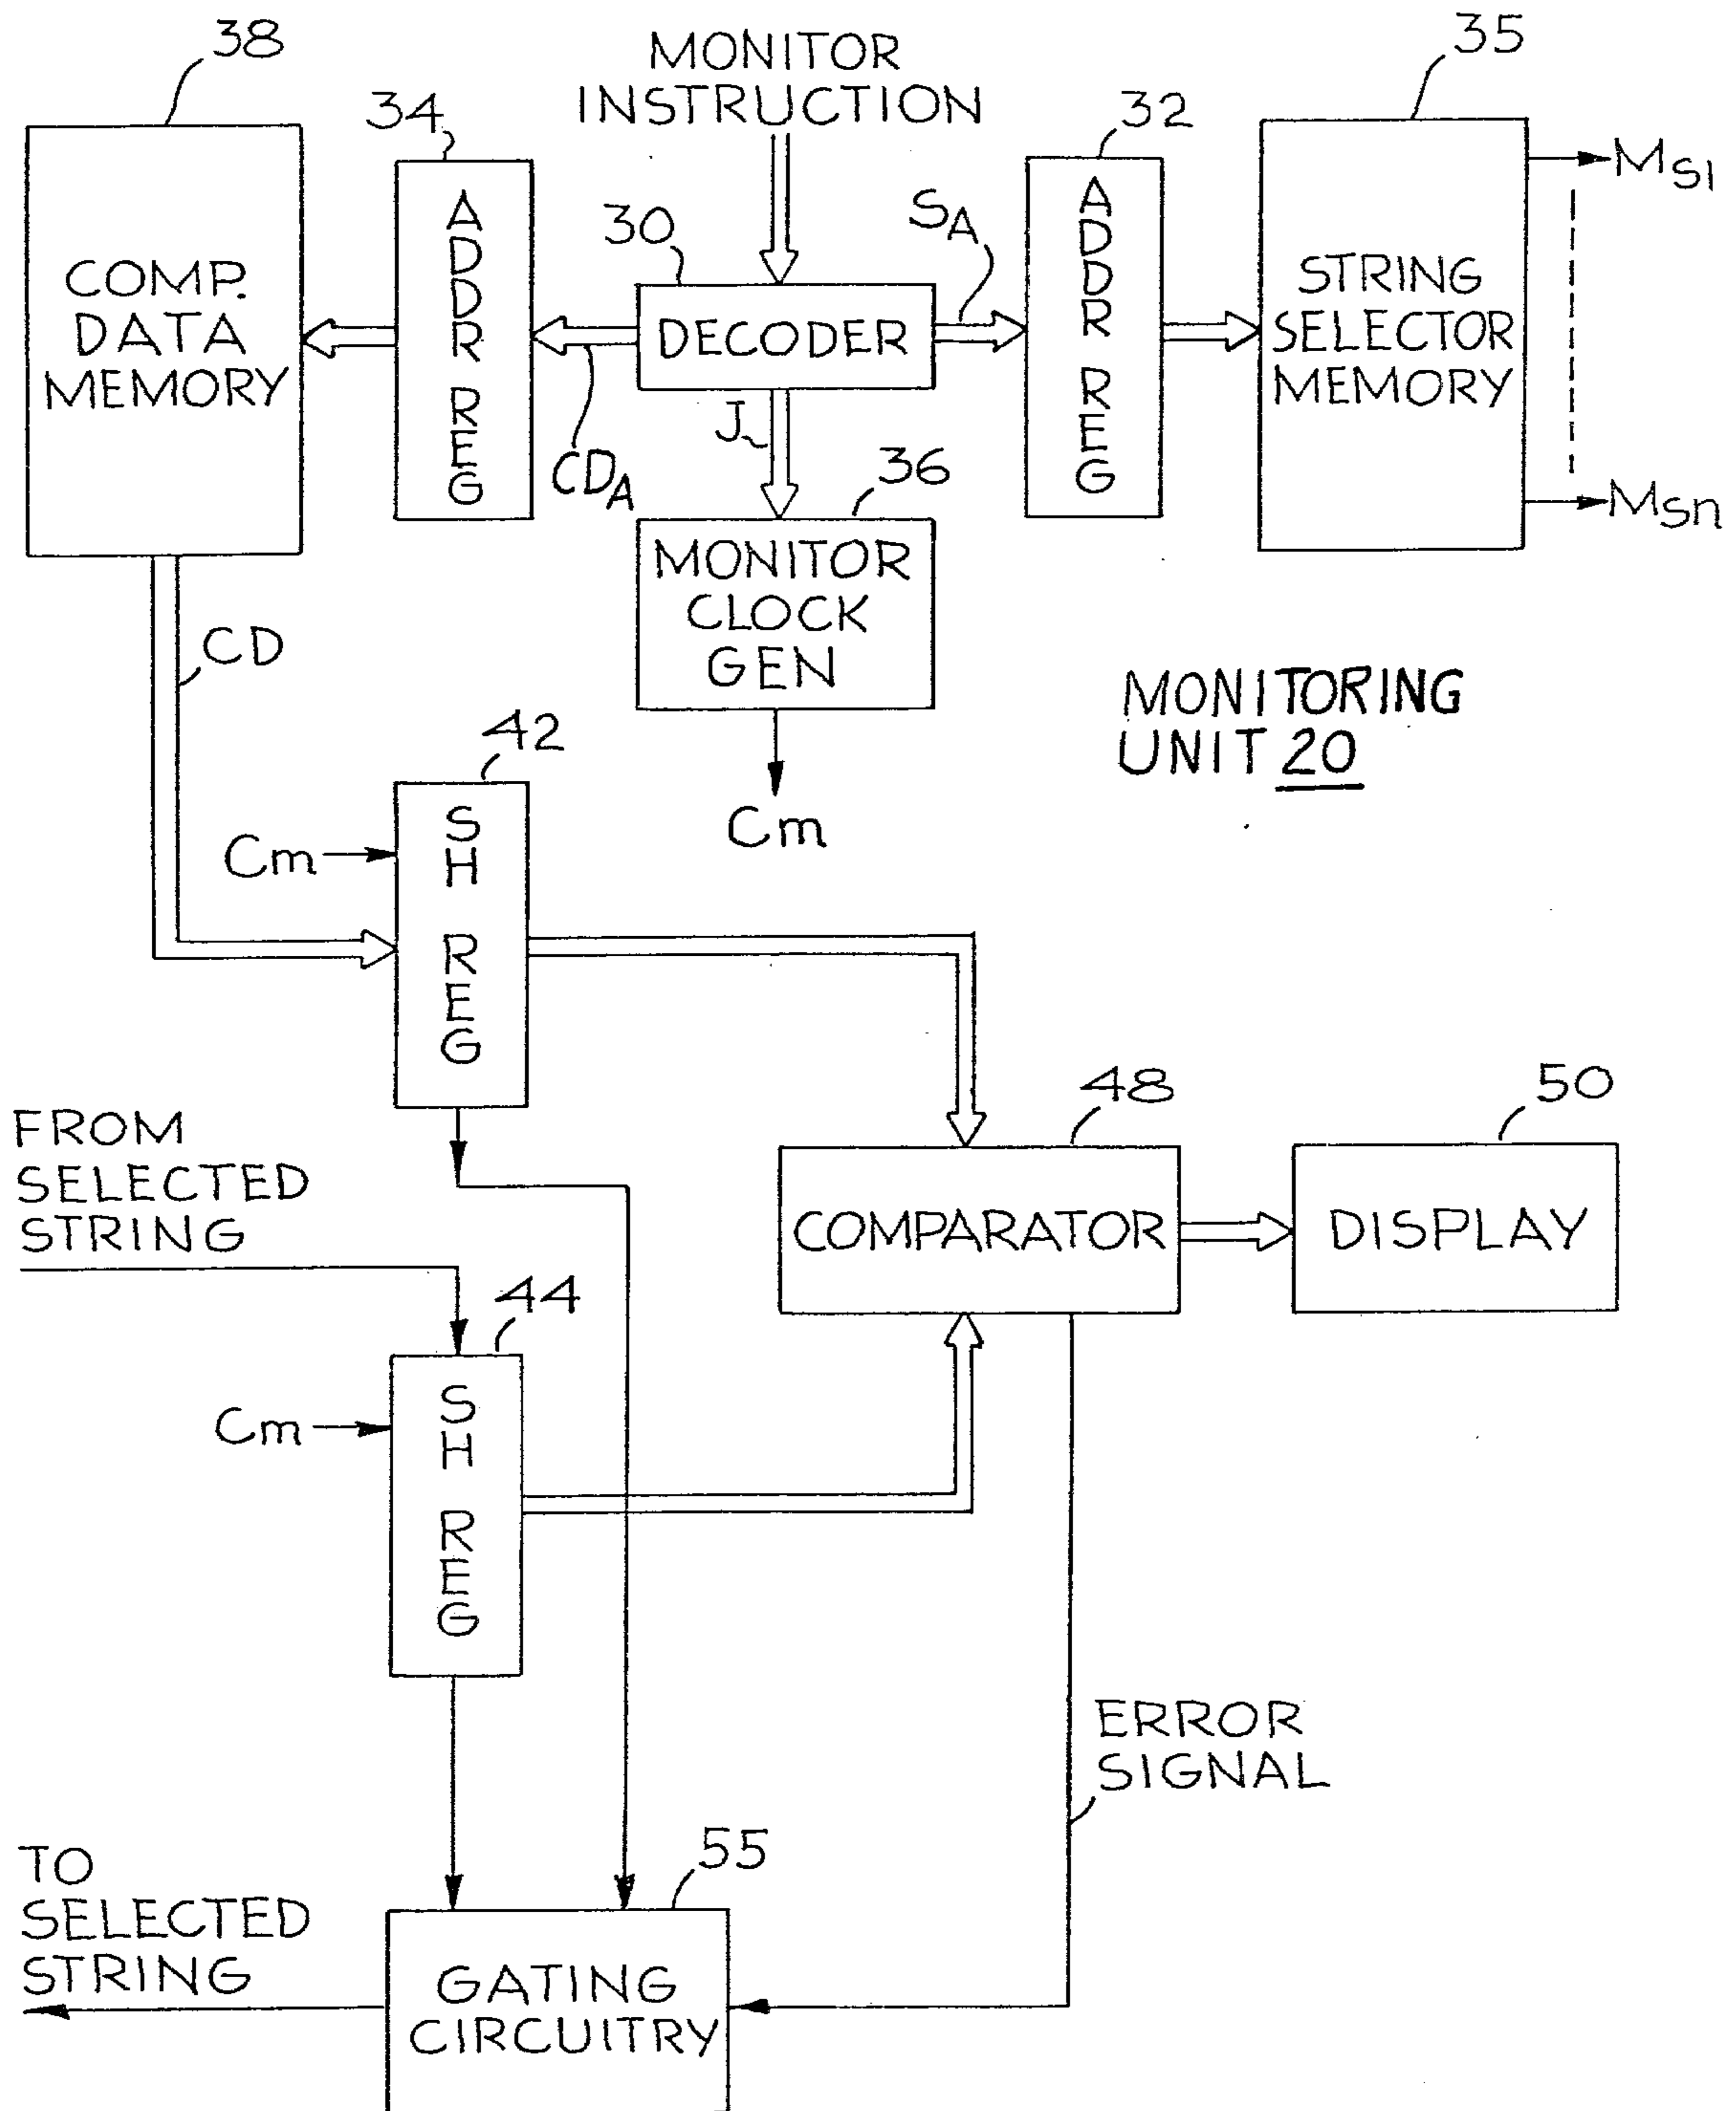 38
MONITOR
INSTRUCTION
35
34
32
ADDR REG
30
SA
ADDR REG
MS1
COMP.
DATA
MEMORY
DECODER
STRING
SELECTOR
MEMORY
J
CDA
36
MSn
MONITOR
CLOCK
GEN
CD
MONITORING
UNIT 20
42
Cm
Cm
SH REG
48
50
FROM
SELECTED
STRING
COMPARATOR
DISPLAY
44
Cm
SH REG
ERROR
SIGNAL
55
TO
SELECTED
STRING
GATING
CIRCUITRY